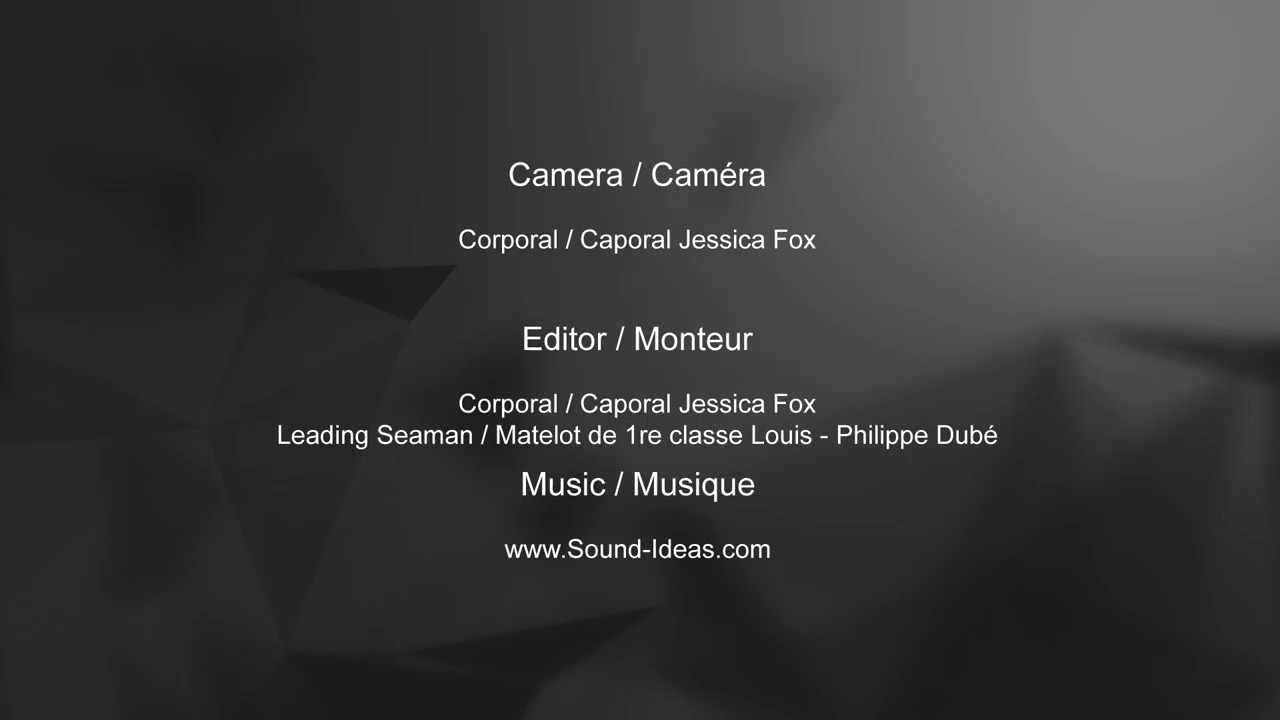 Camera / Caméra
Corporal / Caporal Jessica Fox
Editor / Monteur
Corporal / Caporal Jessica Fox
Leading Seaman / Matelot de 1re classe Louis - Philippe Dubé
Music / Musique
www.Sound-Ideas.com